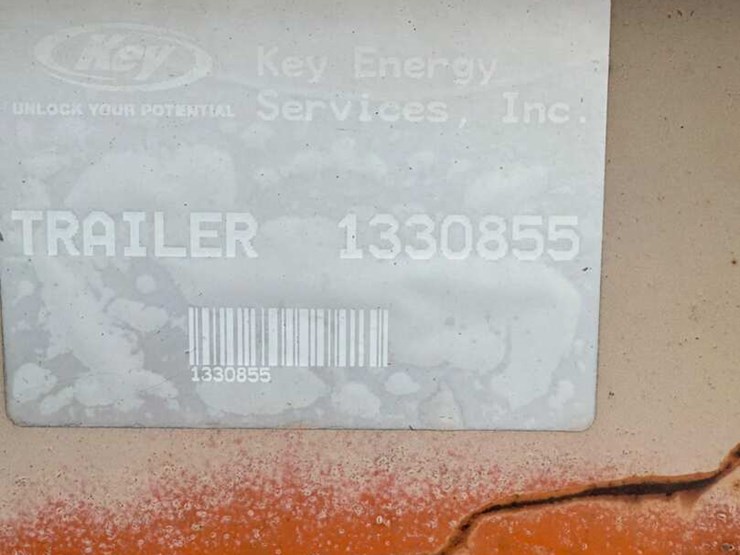 Key
UNLOCK YOUR POTENTIAL
Key Energy
Services, Inc.
TRAILER 1330855
1330855